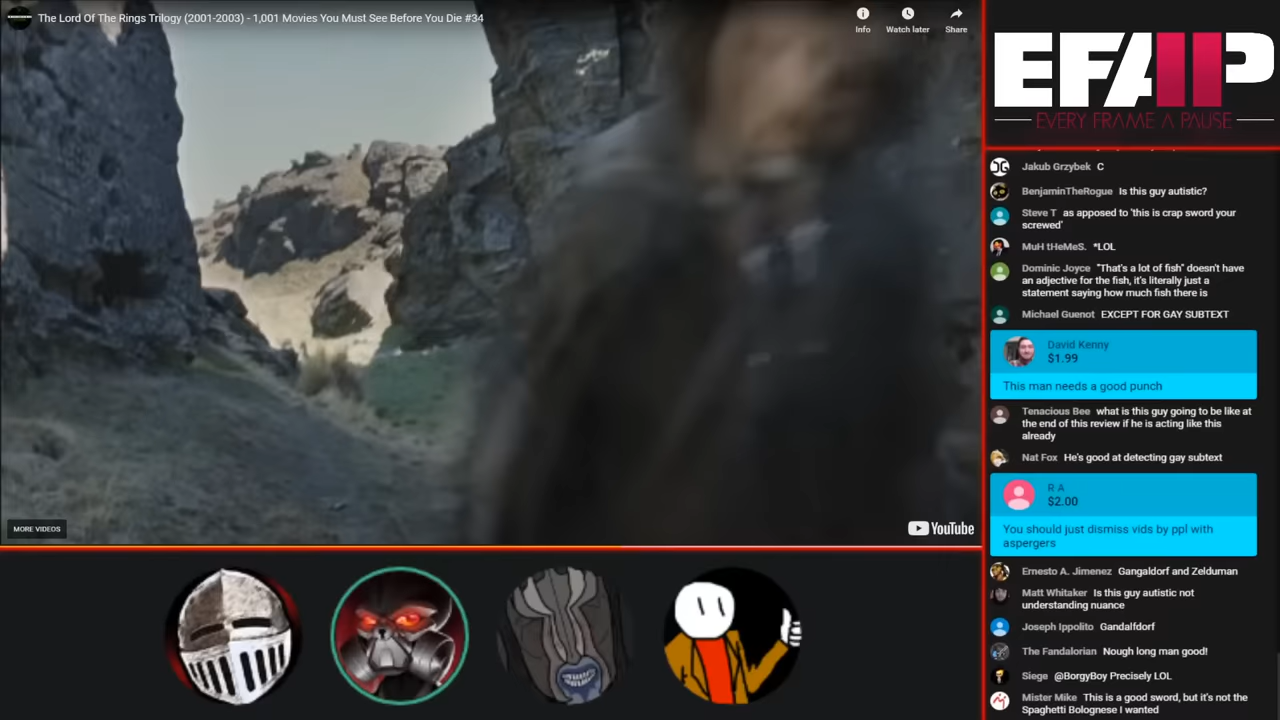 The Lord Of The Rings Trilogy (2001-2003) - 1,001 Movies You Must See Before You Die #34
Info
Watch later
Share
MORE VIDEOS
YouTube
EFAP
EVERY FRAME A PAUSE
Jakub Grzybek C
BenjaminTheRogue Is this guy autistic?
Steve T as apposed to 'this is crap sword your
screwed'
MuH tHeMeS. *LOL
Dominic Joyce "That's a lot of fish" doesn't have
an adjective for the fish, it's literally just a
statement saying how much fish there is
Michael Guenot EXCEPT FOR GAY SUBTEXT
David Kenny
$1.99
This man needs a good punch
Tenacious Bee what is this guy going to be like at
the end of this review if he is acting like this
already
Nat Fox He's good at detecting gay subtext
R A
$2.00
You should just dismiss vids by ppl with
aspergers
Ernesto A. Jimenez Gangaldorf and Zelduman
Matt Whitaker Is this guy autistic not
understanding nuance
Joseph Ippolito Gandalfdorf
The Fandalorian Nough long man good!
Siege @BorgyBoy Precisely LOL
Mister Mike This is a good sword, but it's not the
Spaghetti Bolognese I wanted